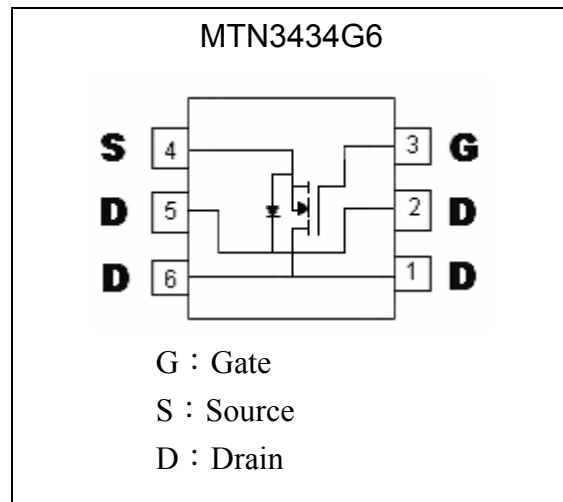 MTN3434G6
S 4 3 G
D 5 2 D
D 6 1 D
G：Gate
S：Source
D：Drain